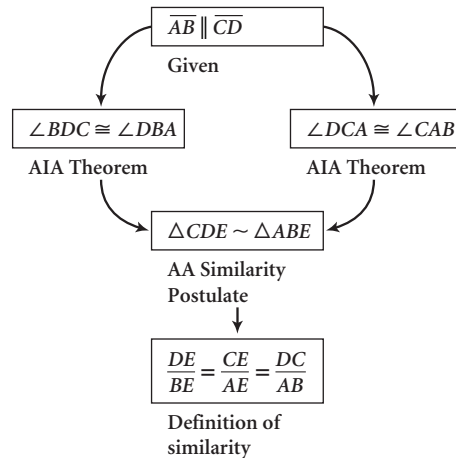 AB ∥ CD
Given
∠BDC ≅ ∠DBA ∠DCA ≅ ∠CAB
AIA Theorem AIA Theorem
△CDE ~ △ABE
AA Similarity
Postulate
DE/BE = CE/AE = DC/AB
Definition of
similarity